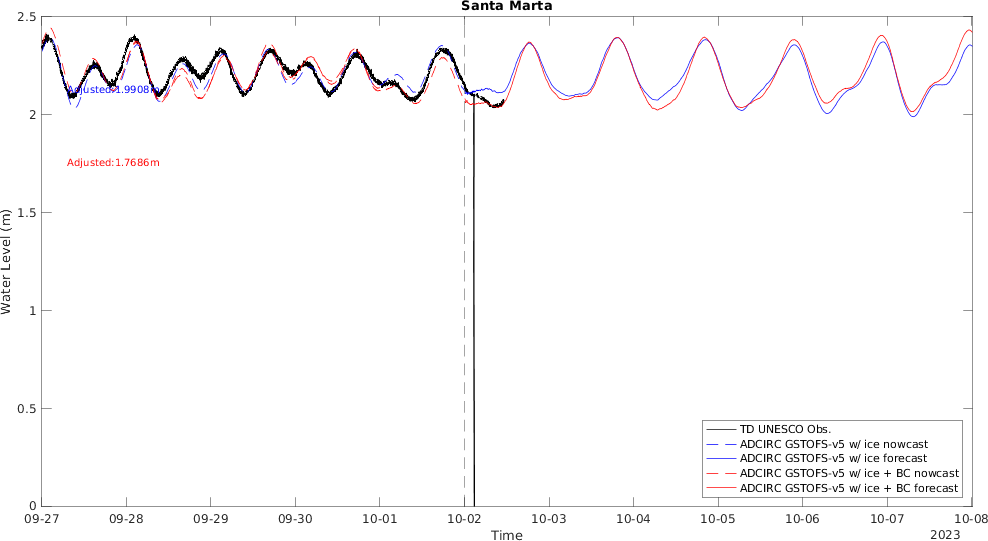 Santa Marta
Water Level (m)
2.5
2
1.5
1
0.5
0
Adjusted:1.9908m
Adjusted:1.7686m
TD UNESCO Obs.
ADCIRC GSTOFS-v5 w/ ice nowcast
ADCIRC GSTOFS-v5 w/ ice forecast
ADCIRC GSTOFS-v5 w/ ice + BC nowcast
ADCIRC GSTOFS-v5 w/ ice + BC forecast
09-27 09-28 09-29 09-30 10-01 10-02 10-03 10-04 10-05 10-06 10-07 10-08
Time
2023